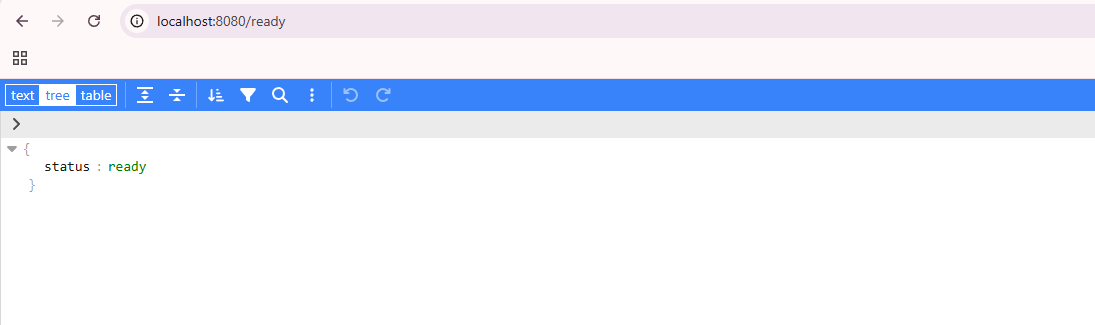 localhost:8080/ready
text tree table
{
status : ready
}